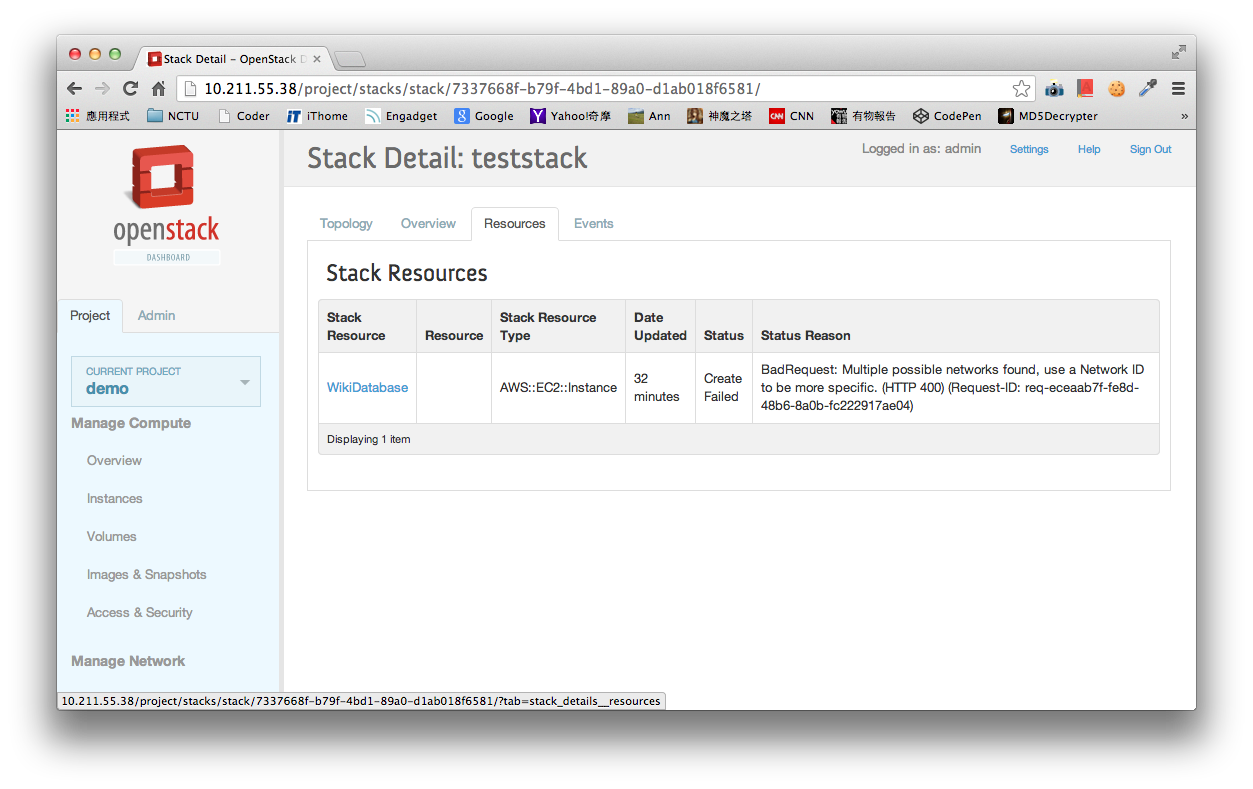 Stack Detail - OpenStack D
10.211.55.38/project/stacks/stack/7337668f-b79f-4bd1-89a0-d1ab018f6581/
應用程式 NCTU Coder iThome Engadget Google Yahoo!奇摩 Ann 神魔之塔 CNN 有物報告 CodePen MD5Decrypter »
openstack
DASHBOARD
Stack Detail: teststack
Logged in as: admin Settings Help Sign Out
Project Admin
CURRENT PROJECT
demo
Manage Compute
Overview
Instances
Volumes
Images & Snapshots
Access & Security
Manage Network
Topology Overview Resources Events
Stack Resources
Stack Resource Resource Stack Resource Type Date Updated Status Status Reason
WikiDatabase AWS::EC2::Instance 32 minutes Create Failed
BadRequest: Multiple possible networks found, use a Network ID
to be more specific. (HTTP 400) (Request-ID: req-eceaab7f-fe8d-
48b6-8a0b-fc222917ae04)
Displaying 1 item
10.211.55.38/project/stacks/stack/7337668f-b79f-4bd1-89a0-d1ab018f6581/?tab=stack_details__resources